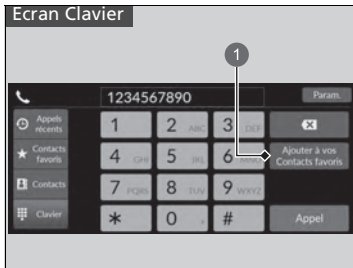 Ecran Clavier
1
1234567890
Param.
Appels
récents
Contacts
favoris
Contacts
Clavier
1
2 ABC
3 DEF
4 GHI
5 JKL
6 MNO
7 PQRS
8 TUV
9 WXYZ
*
0 +
#
Ajouter à vos
Contacts favoris
Appel